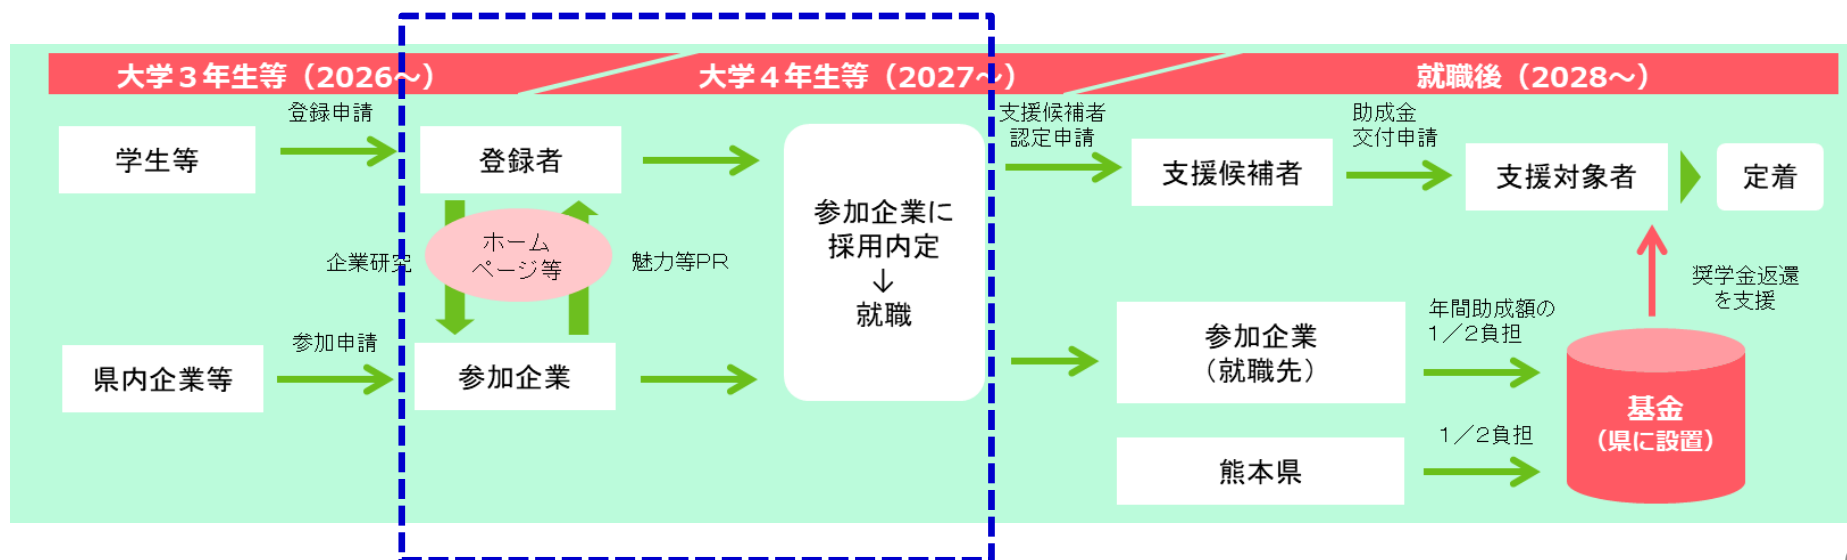 大学３年生等（2026～）
大学４年生等（2027～）
就職後（2028～）
登録申請
学生等
登録者
企業研究
ホーム
ページ等
魅力等PR
県内企業等
参加申請
参加企業
参加企業に
採用内定
↓
就職
支援候補者
認定申請
支援候補者
助成金
交付申請
支援対象者
定着
奨学金返還
を支援
参加企業
（就職先）
年間助成額の
１／２負担
熊本県
１／２負担
基金
（県に設置）